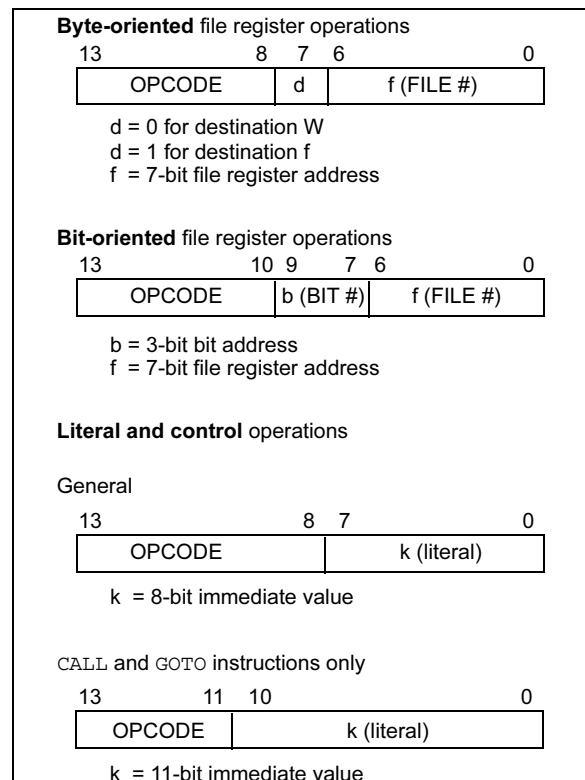 Byte-oriented file register operations
13 8 7 6 0
OPCODE d f (FILE #)
d = 0 for destination W
d = 1 for destination f
f = 7-bit file register address
Bit-oriented file register operations
13 10 9 7 6 0
OPCODE b (BIT #) f (FILE #)
b = 3-bit bit address
f = 7-bit file register address
Literal and control operations
General
13 8 7 0
OPCODE k (literal)
k = 8-bit immediate value
CALL and GOTO instructions only
13 11 10 0
OPCODE k (literal)
k = 11-bit immediate value